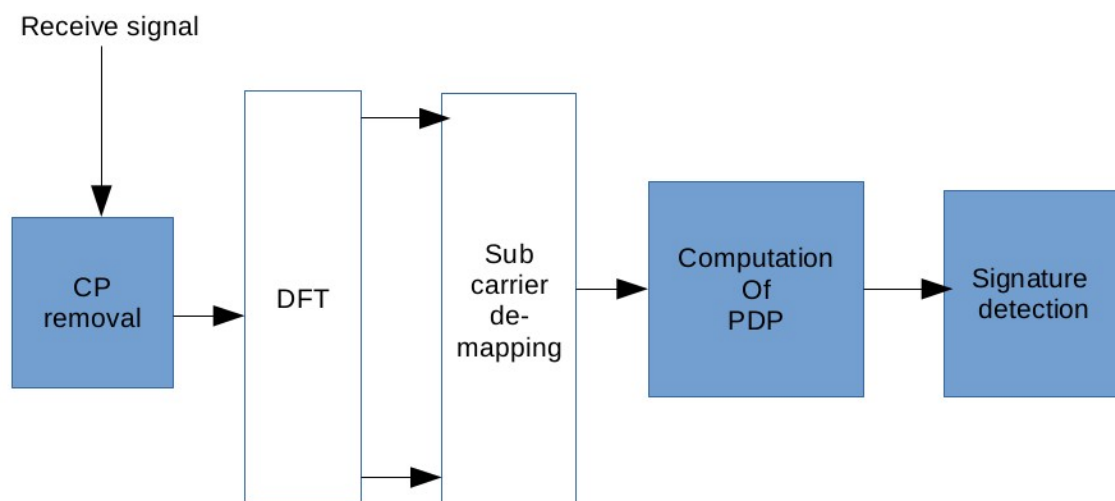 Receive signal
CP
removal
DFT
Sub
carrier
de-
mapping
Computation
Of
PDP
Signature
detection